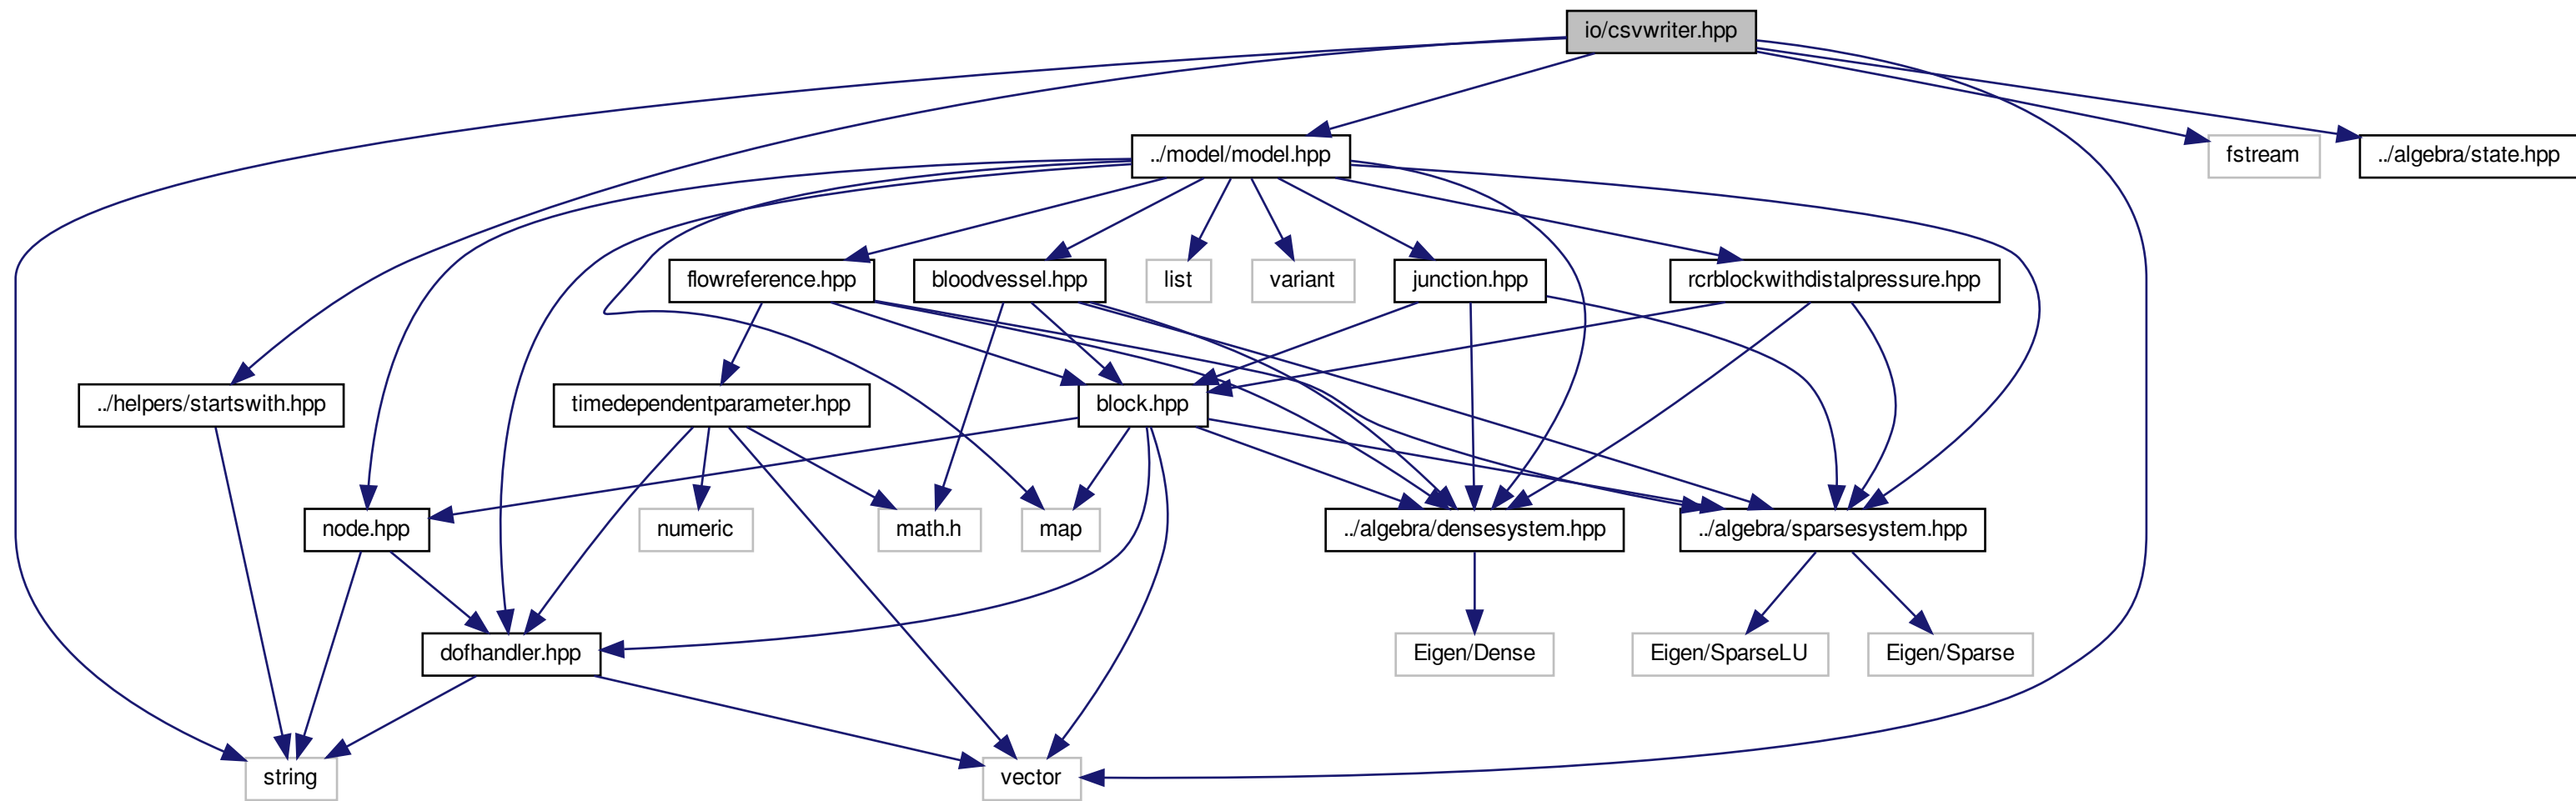 io/csvwriter.hpp
../model/model.hpp
fstream
../algebra/state.hpp
flowreference.hpp
bloodvessel.hpp
list
variant
junction.hpp
rcrblockwithdistalpressure.hpp
../helpers/startswith.hpp
timedependentparameter.hpp
block.hpp
node.hpp
numeric
math.h
map
../algebra/densesystem.hpp
../algebra/sparsesystem.hpp
dofhandler.hpp
Eigen/Dense
Eigen/SparseLU
Eigen/Sparse
string
vector